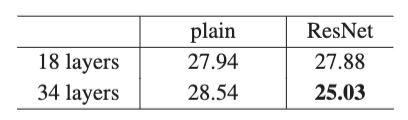 plain ResNet
18 layers 27.94 27.88
34 layers 28.54 25.03